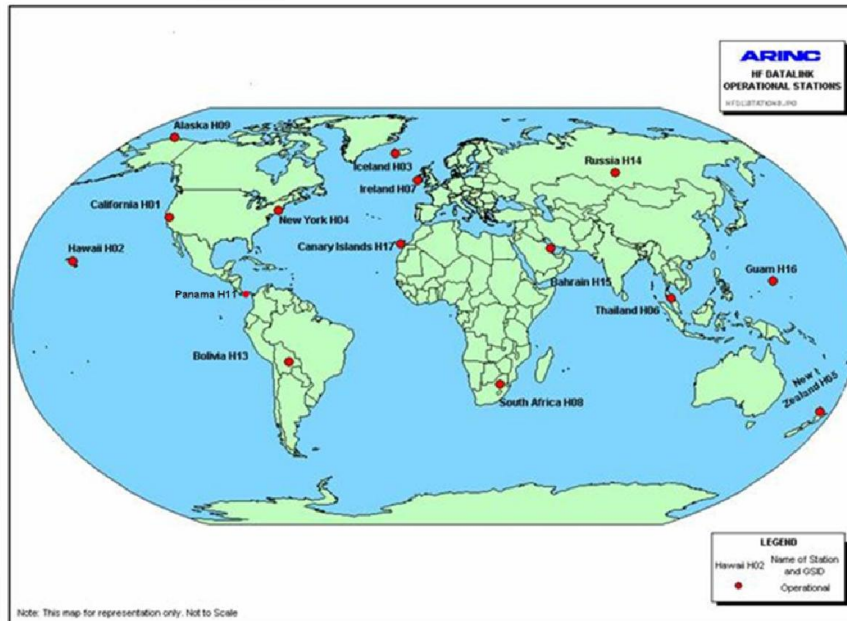 ARINC
HF DATALINK
OPERATIONAL STATIONS
Alaska H09
Iceland H03
Russia H14
Ireland H07
California H01
New York H04
Canary Islands H17
Hawaii H02
Bahrain H15
Guam H16
Panama H11
Thailand H06
Bolivia H13
New
Zealand H05
South Africa H08
LEGEND
Hawaii H02
Name of Station
and GSID
Operational
Note: This map for representation only. Not to Scale